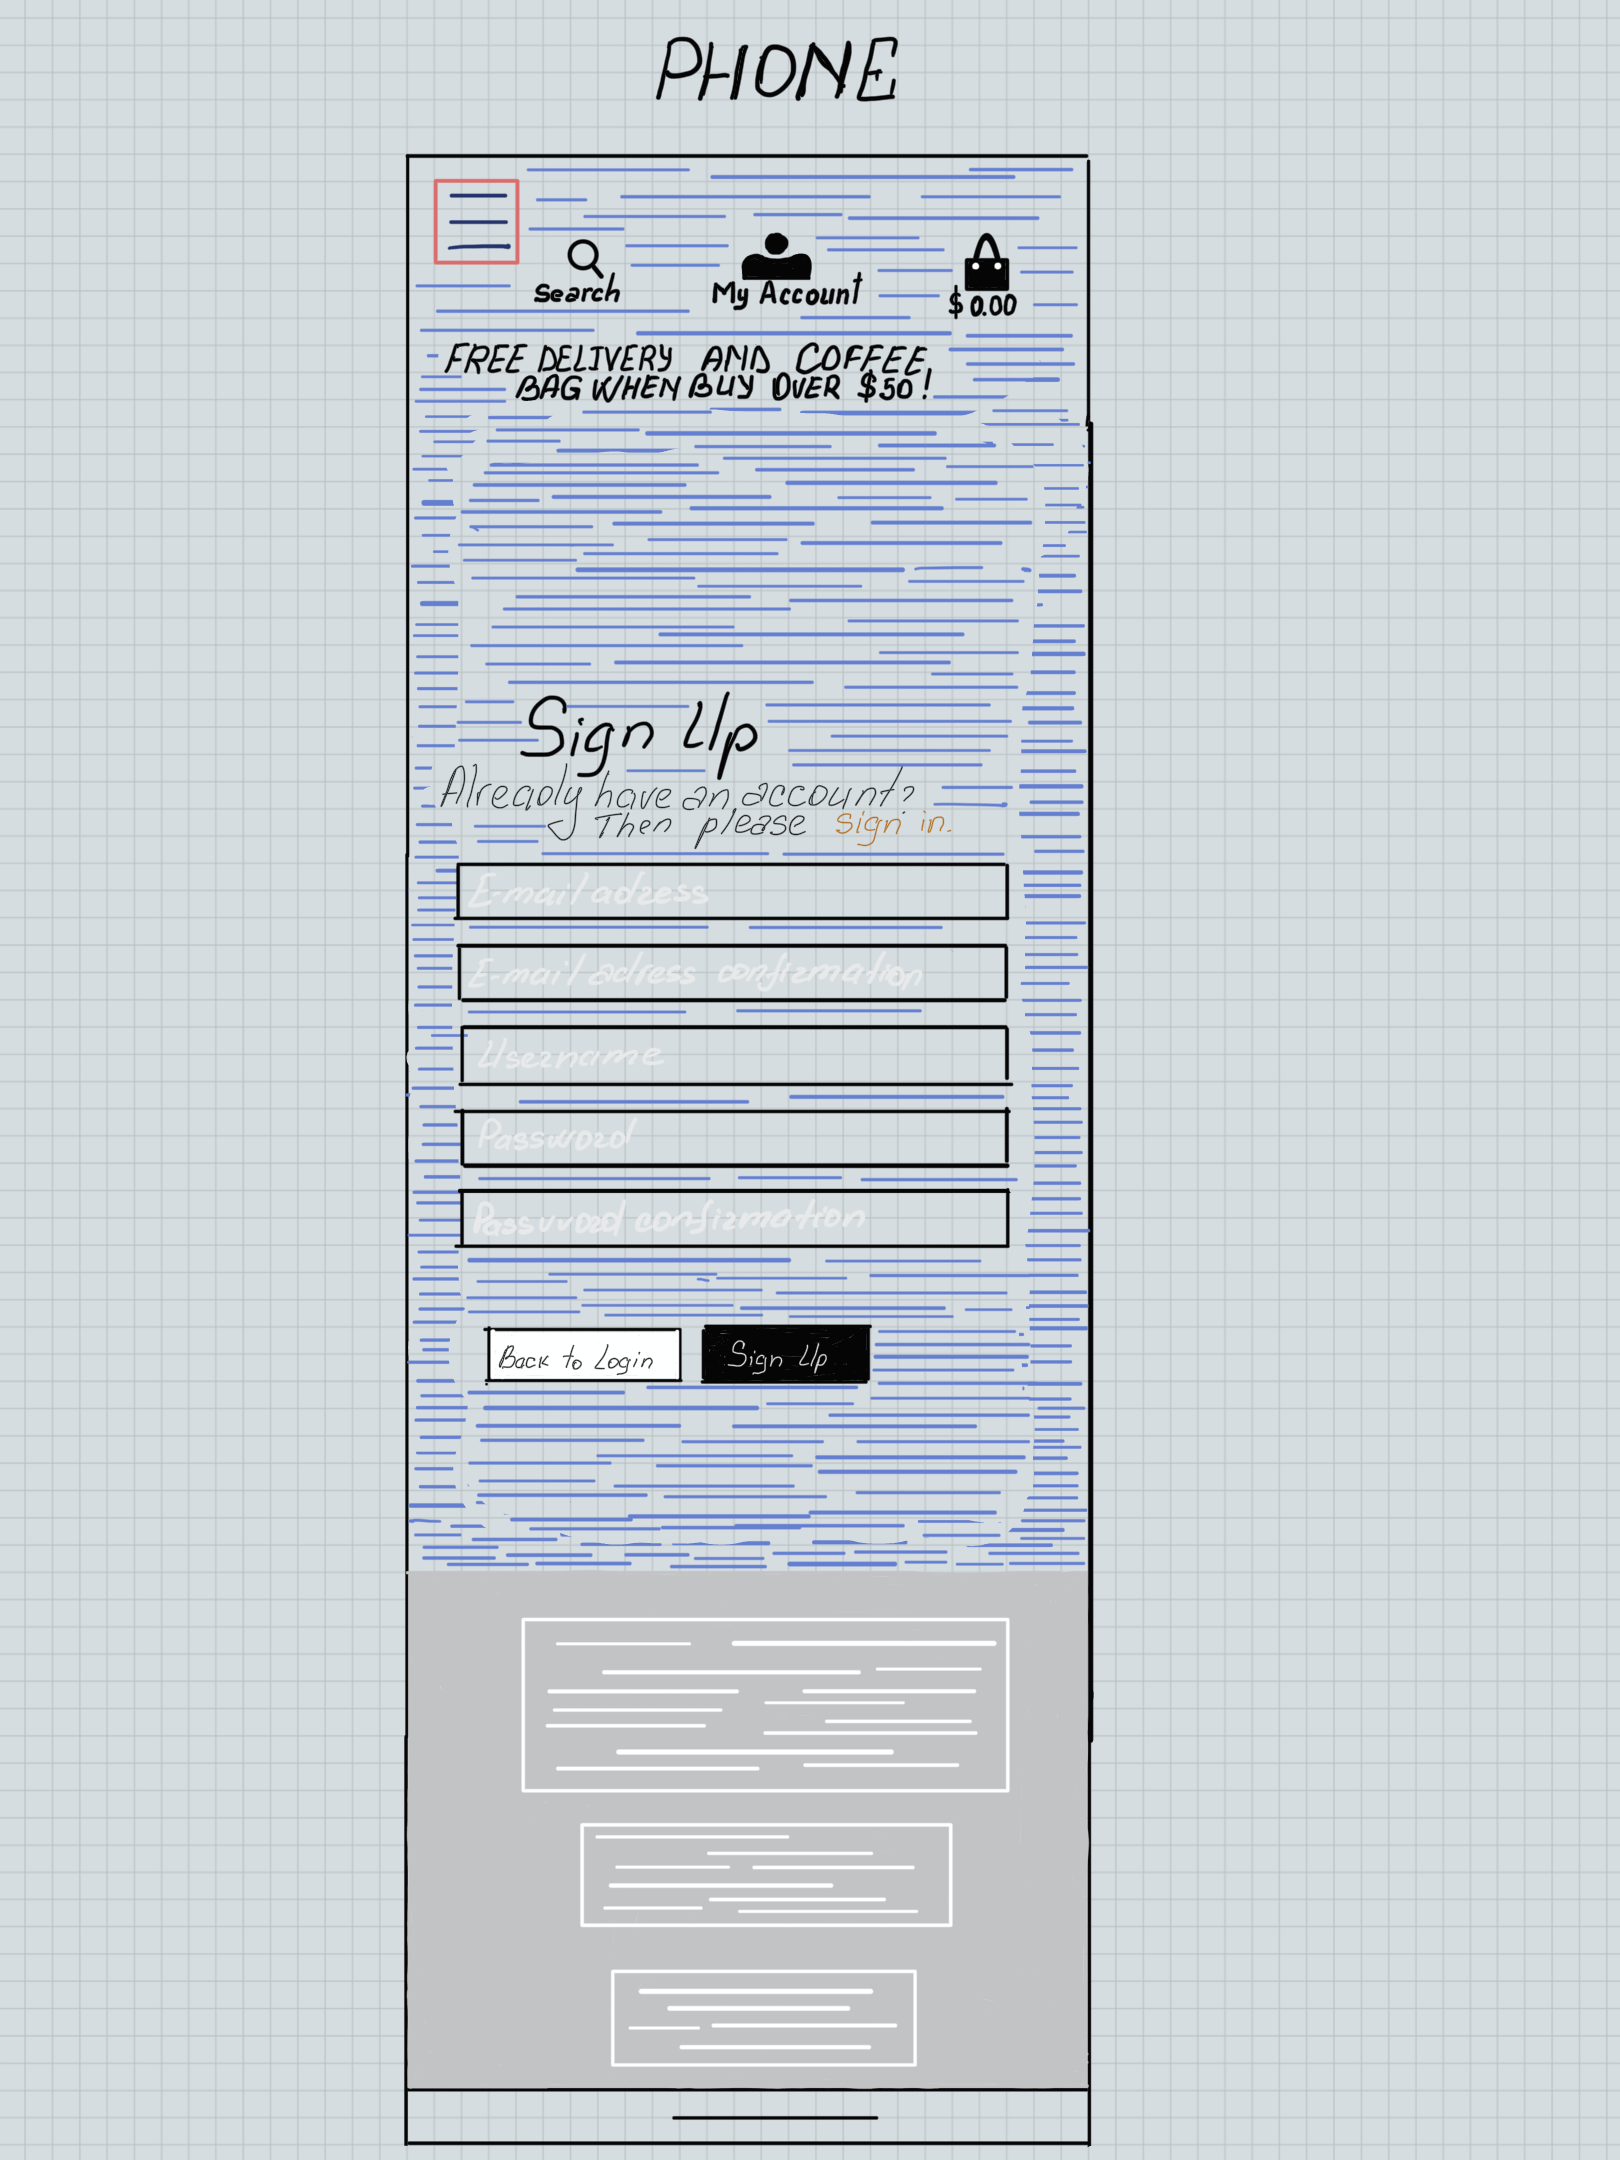 PHONE
Search
My Account
$0.00
FREE DELIVERY AND COFFEE
BAG WHEN BUY OVER $50!
Sign Up
Already have an account?
Then please sign in.
E-mail adress
E-mail adress confirmation
Username
Password
Password confirmation
Back to Login
Sign Up